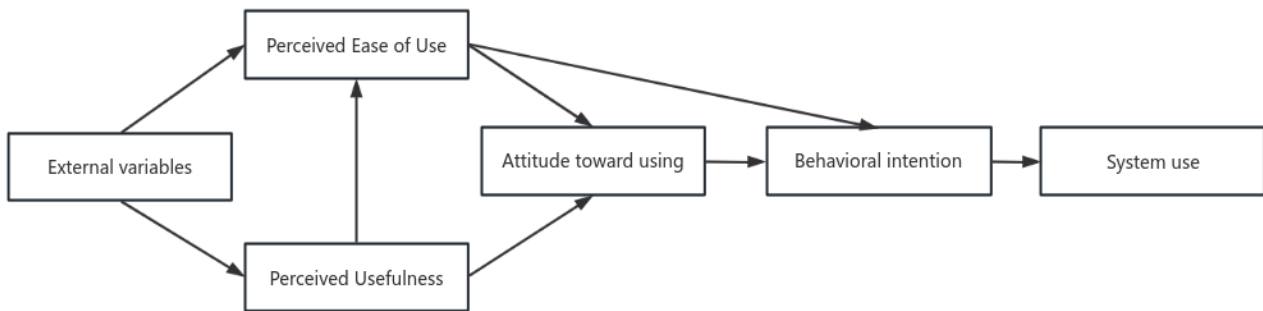 Perceived Ease of Use
External variables
Attitude toward using
Behavioral intention
System use
Perceived Usefulness